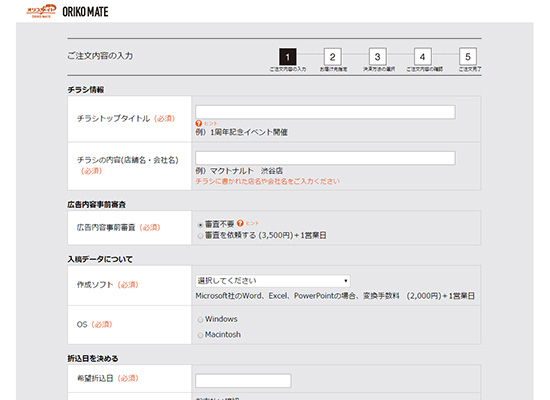 オリコメイト
ORIKO MATE
ORIKO MATE
ご注文内容の入力
1 2 3 4 5
ご注文内容の入力 お届け先指定 決済方法の選択 ご注文内容の確認 ご注文完了
チラシ情報
チラシトップタイトル（必須）
? ヒント
例）1周年記念イベント開催
チラシの内容(店舗名・会社名)
（必須）
例）マクトナルト　渋谷店
チラシに書かれた店名や会社名をご入力ください
広告内容事前審査
広告内容事前審査（必須）
審査不要 ? ヒント
審査を依頼する (3,500円)＋1営業日
入稿データについて
作成ソフト（必須）
選択してください
Microsoft社のWord、Excel、PowerPointの場合、変換手数料　(2,000円)＋1営業日
OS（必須）
Windows
Macintosh
折込日を決める
希望折込日（必須）